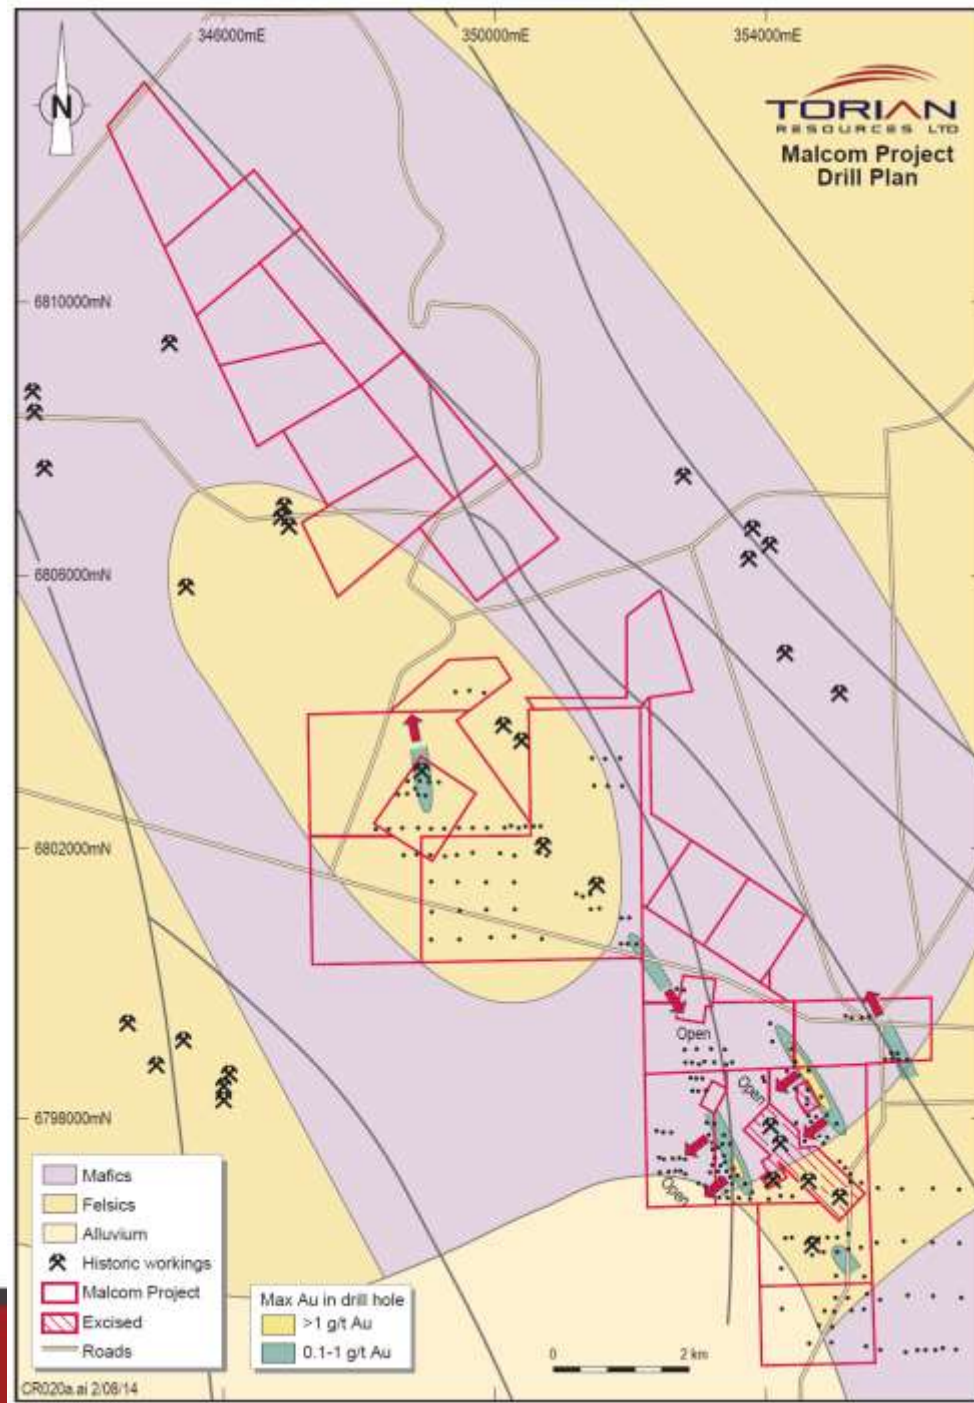 346000mE
350000mE
354000mE
N
TORIAN
RESOURCES LTD
Malcom Project
Drill Plan
6810000mN
6806000mN
6802000mN
6798000mN
Open
Open
Open
Mafics
Felsics
Alluvium
Historic workings
Malcom Project
Excised
Roads
Max Au in drill hole
>1 g/t Au
0.1-1 g/t Au
0
2 km
CR020a.ai 2/08/14